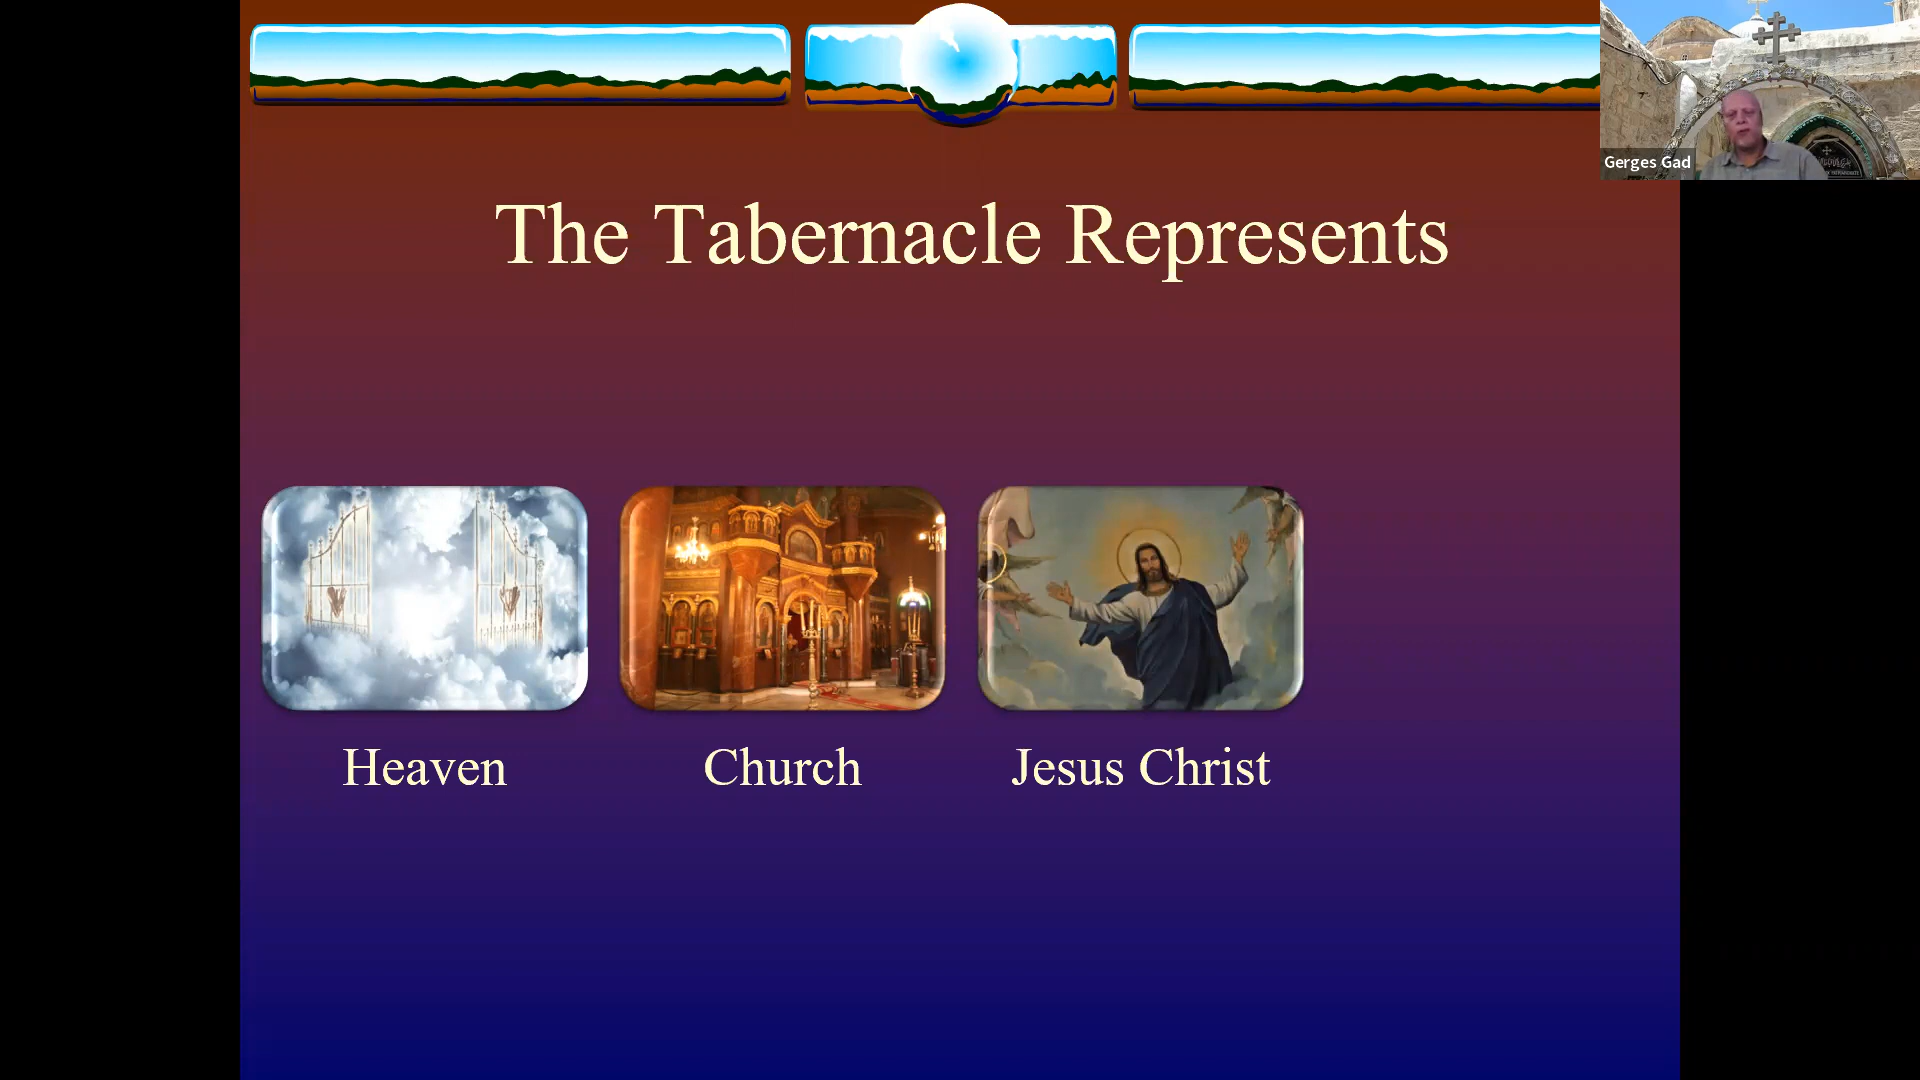 The Tabernacle Represents
Gerges Gad
Heaven
Church
Jesus Christ